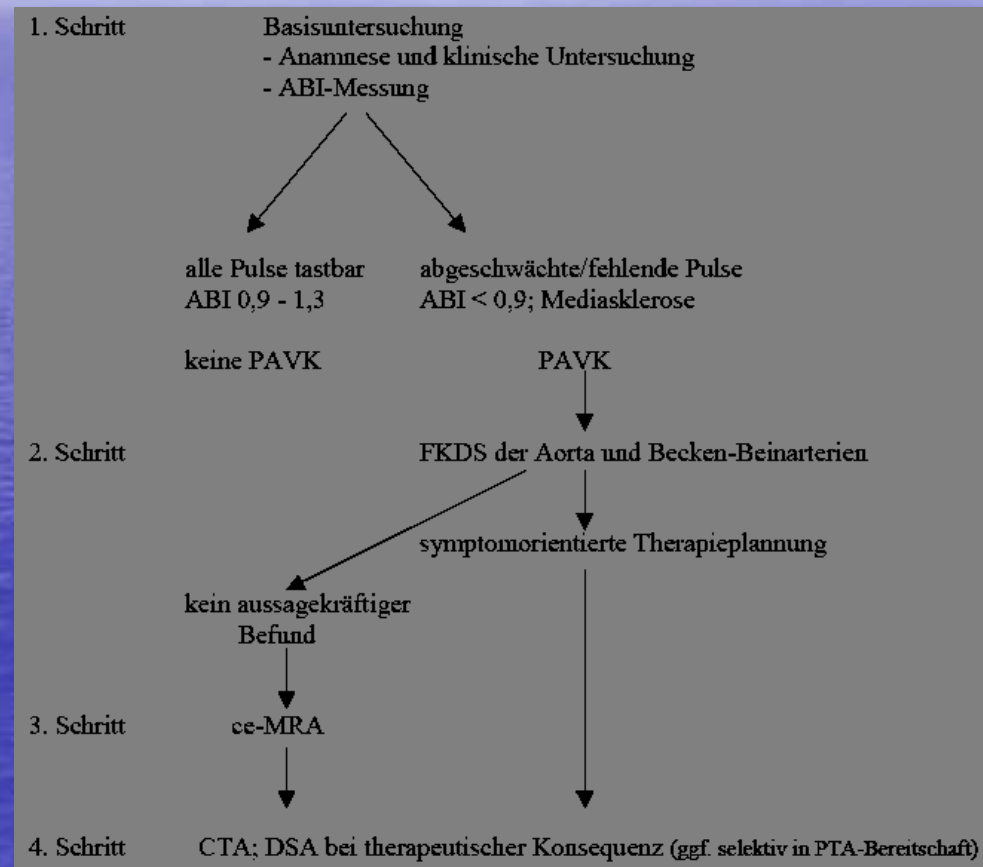 1. Schritt Basisuntersuchung
- Anamnese und klinische Untersuchung
- ABI-Messung
alle Pulse tastbar abgeschwächte/fehlende Pulse
ABI 0,9 - 1,3 ABI < 0,9; Mediasklerose
keine PAVK PAVK
2. Schritt FKDS der Aorta und Becken-Beinarterien
symptomorientierte Therapieplannung
kein aussagekräftiger
Befund
3. Schritt ce-MRA
4. Schritt CTA; DSA bei therapeutischer Konsequenz (ggf. selektiv in PTA-Bereitschaft)